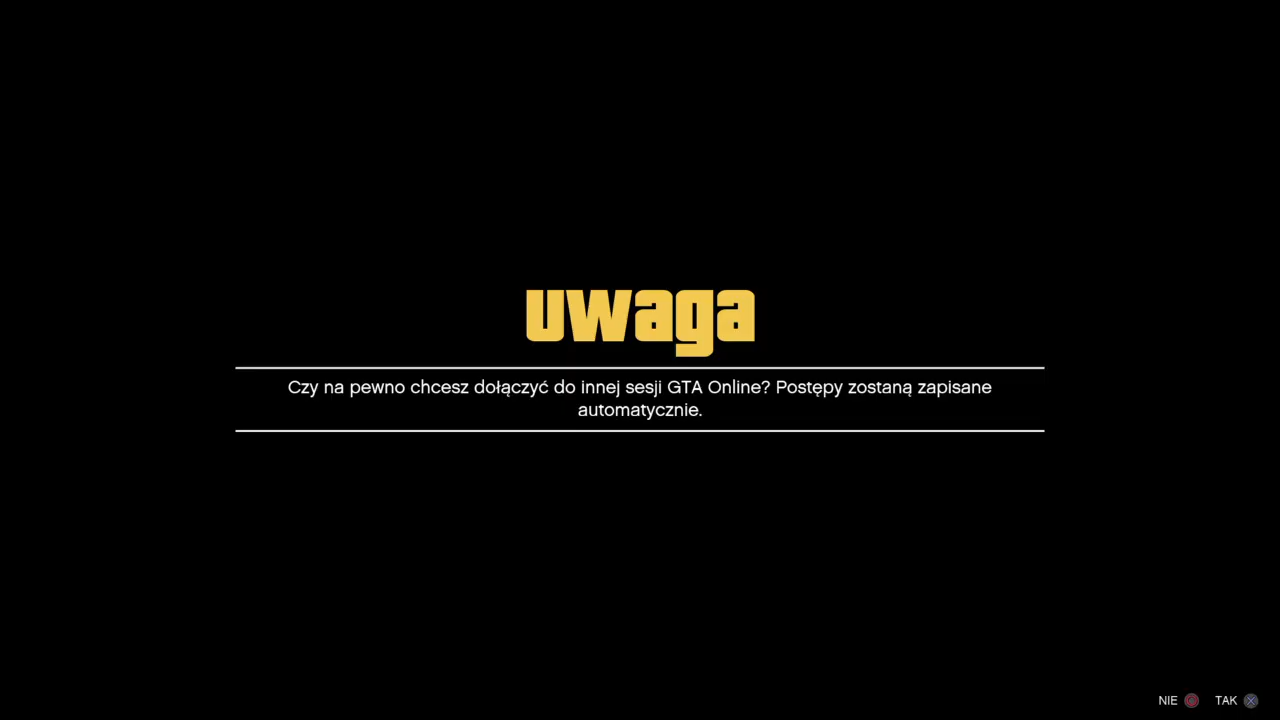 uwaga
Czy na pewno chcesz dołączyć do innej sesji GTA Online? Postępy zostaną zapisane
automatycznie.
NIE TAK